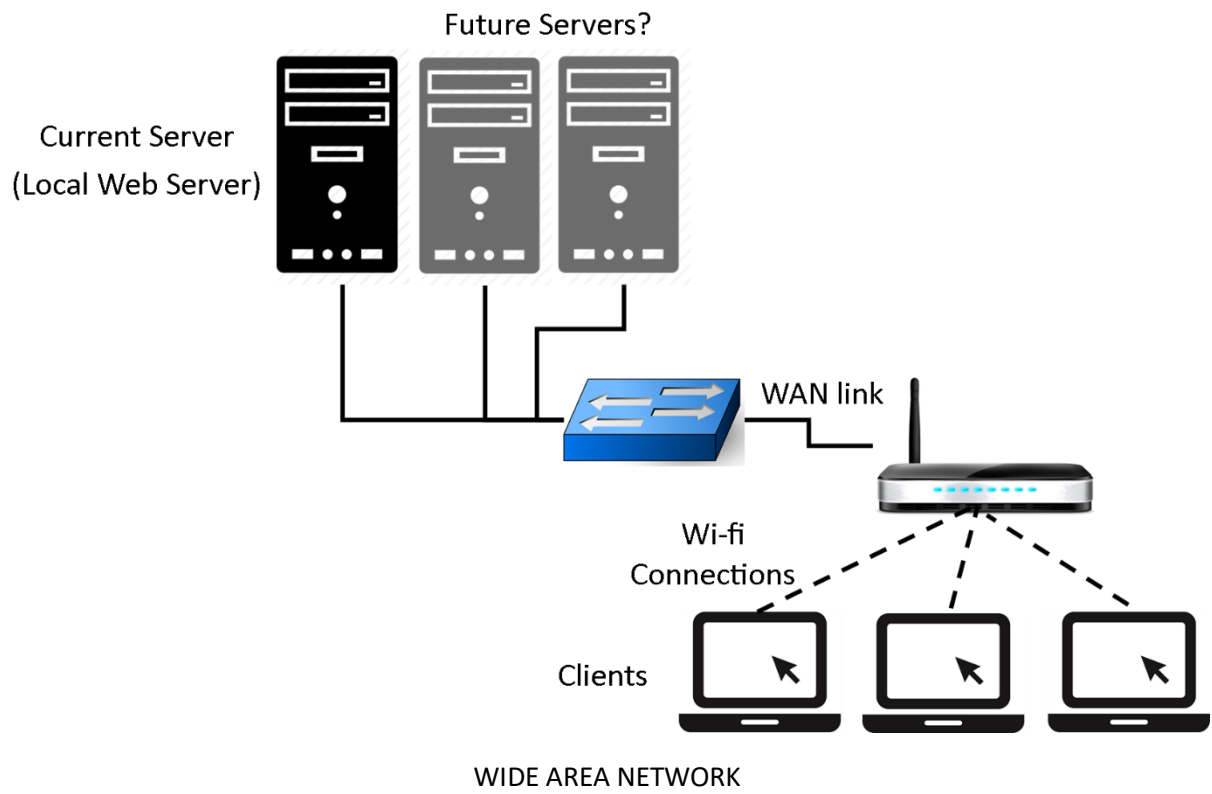 Future Servers?
Current Server
(Local Web Server)
WAN link
Wi-fi
Connections
Clients
WIDE AREA NETWORK